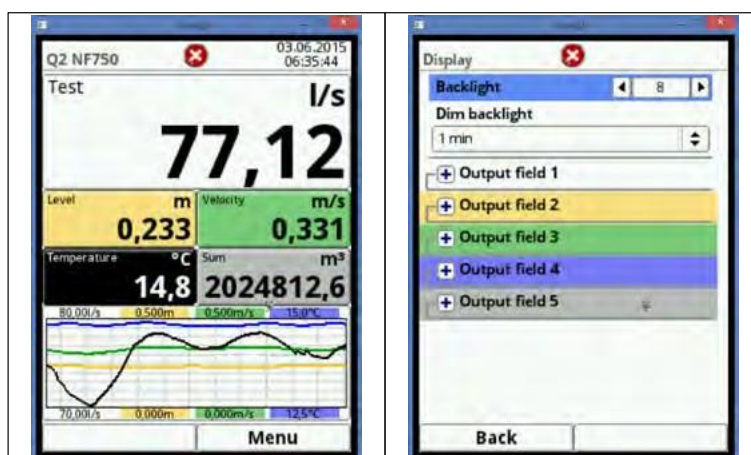 Q2 NF750
03.06.2015
06:35:44
Test
l/s
77,12
Level
m
0,233
Velocity
m/s
0,331
Temperature
°C
14,8
Sum
m³
2024812,6
80,00l/s 0,500m 0,500m/s 15,0°C
70,00l/s 0,000m 0,000m/s 12,5°C
Menu
Display
Backlight
8
Dim backlight
1 min
Output field 1
Output field 2
Output field 3
Output field 4
Output field 5
Back